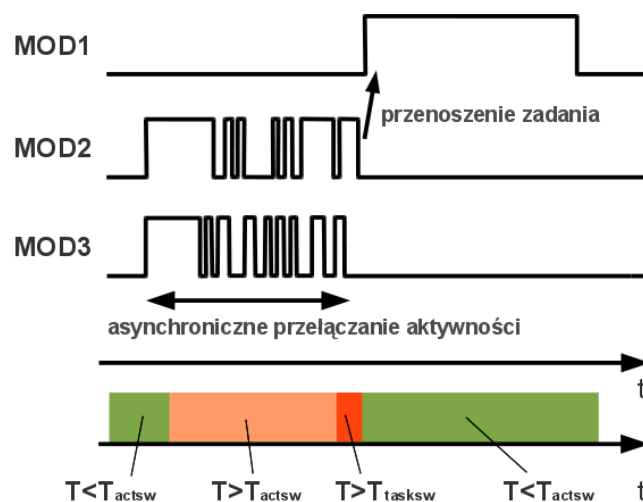 MOD1
przenoszenie zadania
MOD2
MOD3
asynchroniczne przełączanie aktywności
t
T<Tactsw T>Tactsw T>Ttasksw T<Tactsw t